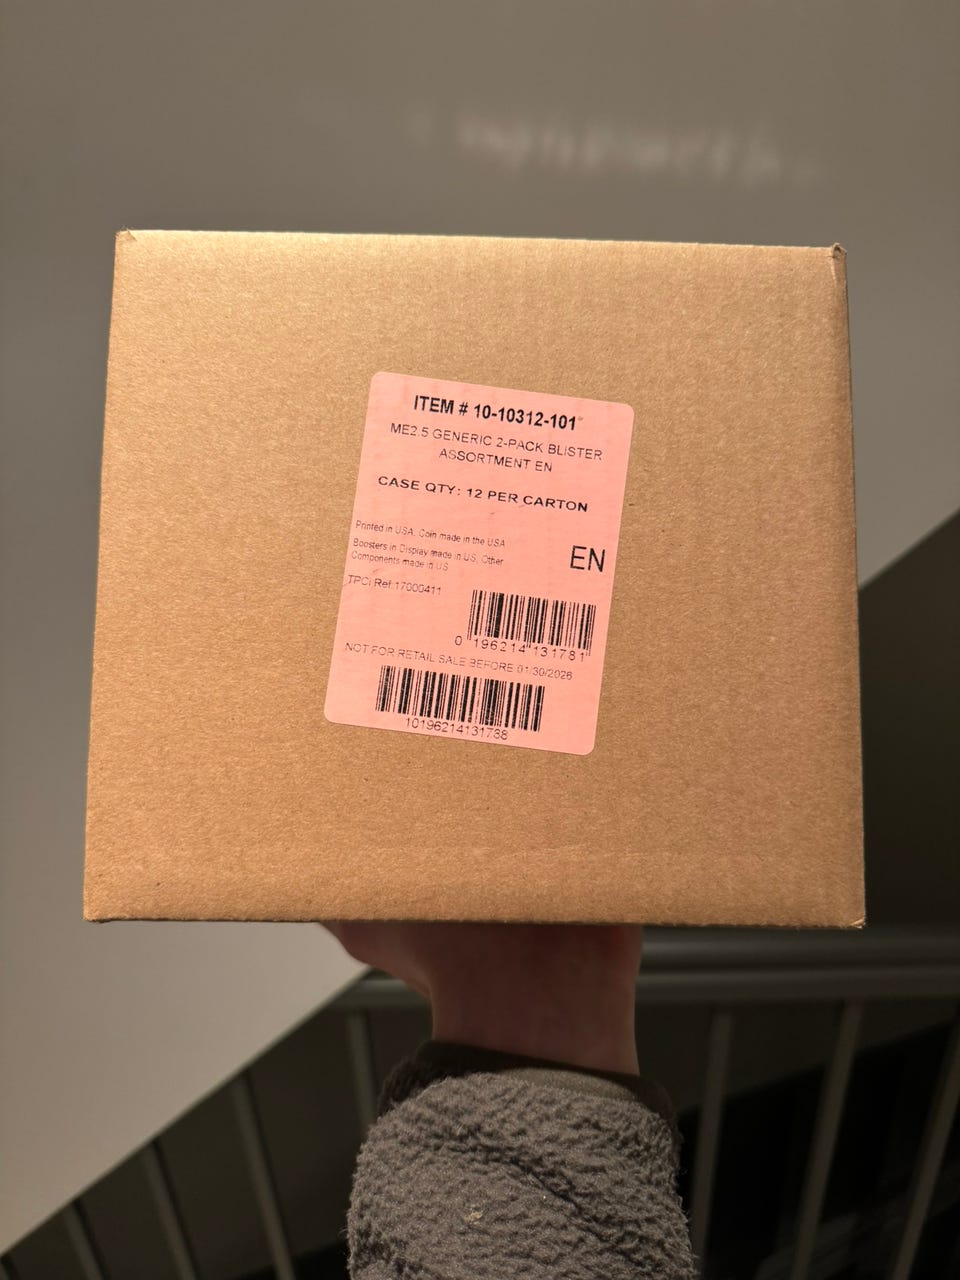 ITEM # 10-10312-101
ME2.5 GENERIC 2-PACK BLISTER
ASSORTMENT EN
CASE QTY: 12 PER CARTON
Printed in USA. Coin made in the USA
Boosters in Display made in US, Other
Components made in US
EN
TPCi Ref:17000411
0 196214 131781
NOT FOR RETAIL SALE BEFORE 01/30/2026
10196214131788